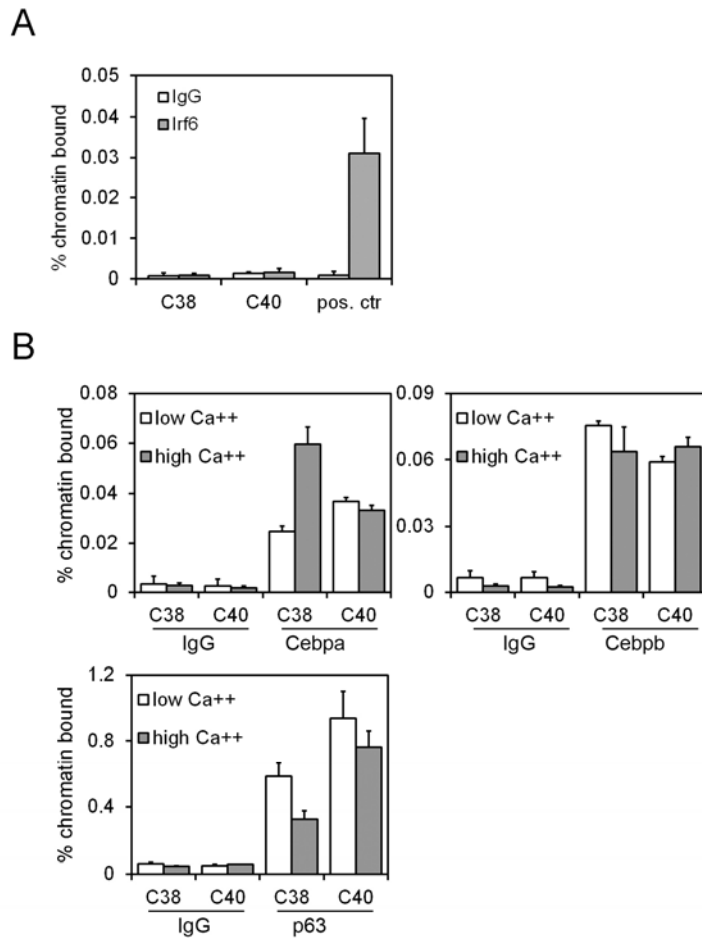 A
% chromatin bound
0.05
0.04
0.03
0.02
0.01
0
IgG
Irf6
C38 C40 pos. ctr
B
% chromatin bound
0.08
0.06
0.04
0.02
0
low Ca++
high Ca++
C38 C40 C38 C40
IgG Cebpa
0.09
0.06
0.03
0
low Ca++
high Ca++
C38 C40 C38 C40
IgG Cebpb
% chromatin bound
1.2
0.8
0.4
0
low Ca++
high Ca++
C38 C40 C38 C40
IgG p63